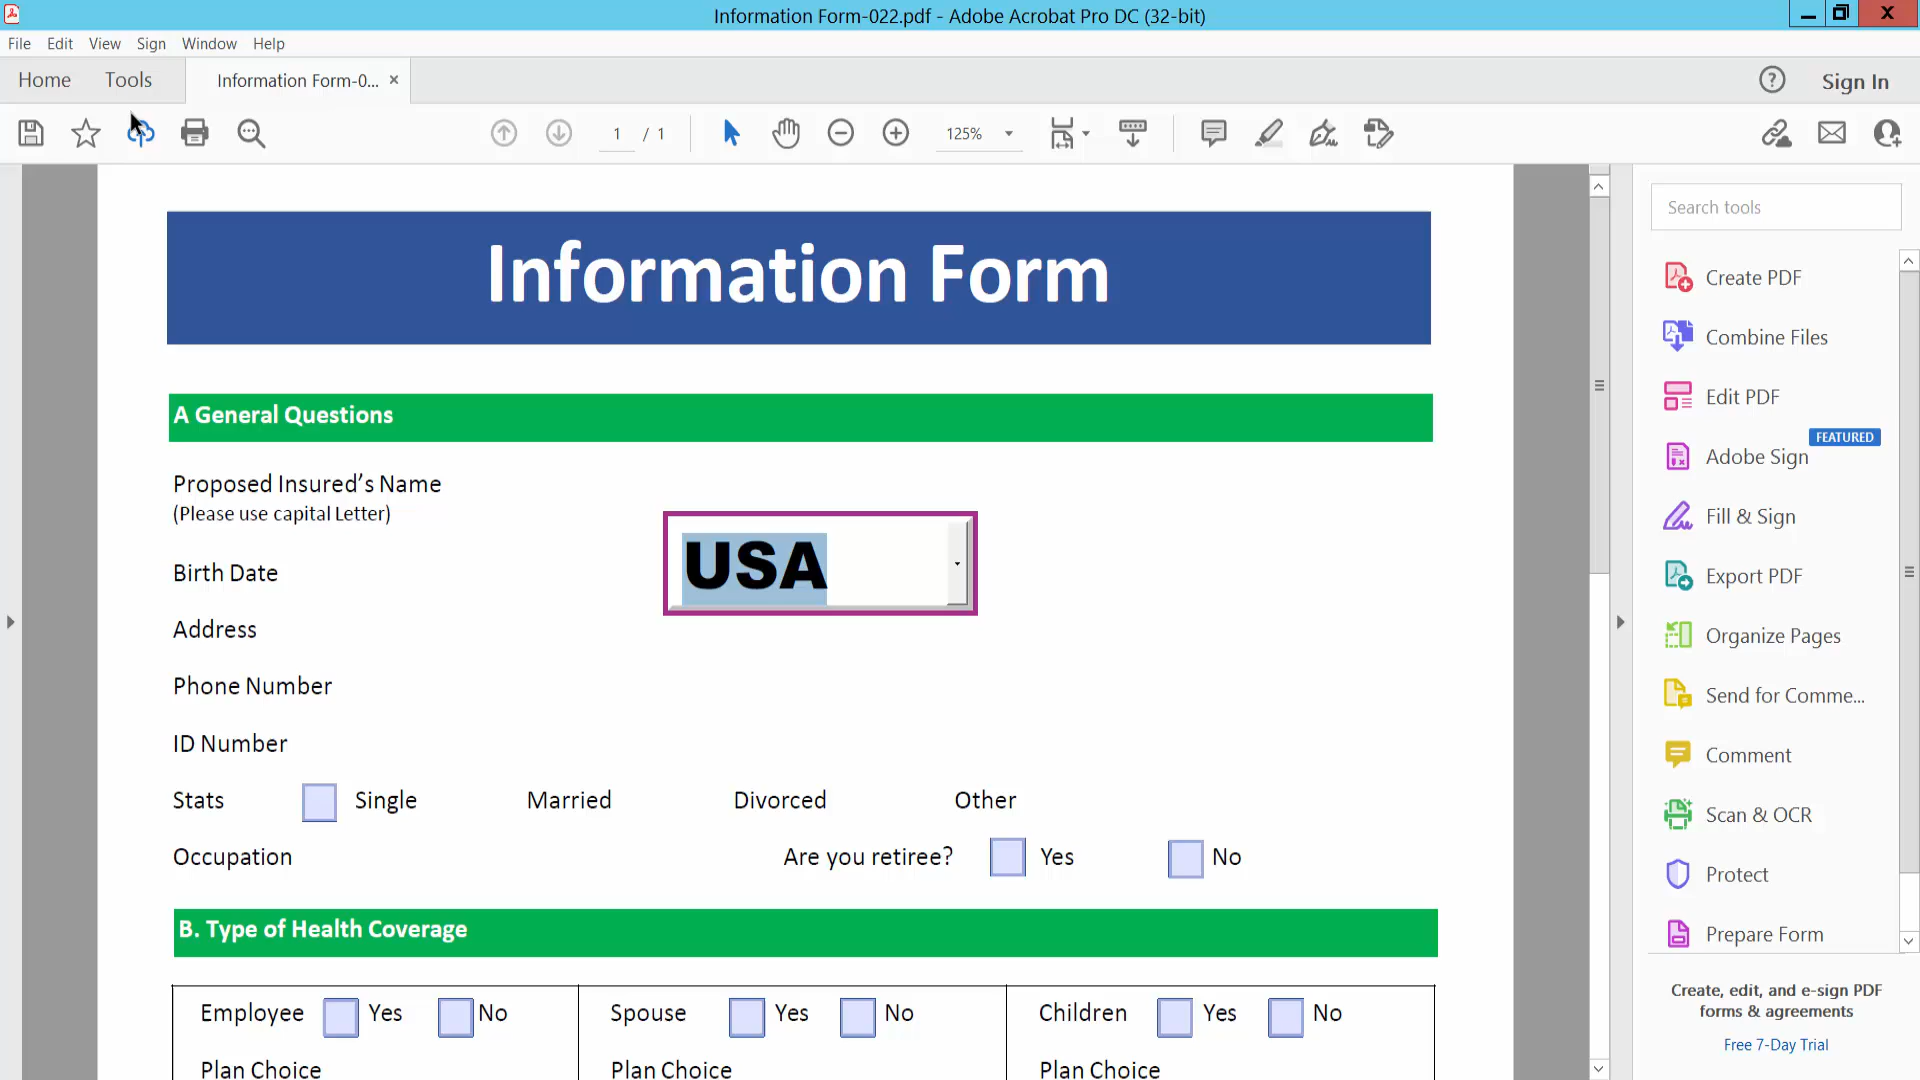 Information Form-022.pdf - Adobe Acrobat Pro DC (32-bit)
File Edit View Sign Window Help
Home Tools Information Form-0... × Sign In
1 / 1 125%
Search tools
Information Form
Create PDF
Combine Files
Edit PDF
FEATURED
Adobe Sign
Fill & Sign
Export PDF
Organize Pages
Send for Comme...
Comment
Scan & OCR
Protect
Prepare Form
Create, edit, and e-sign PDF
forms & agreements
Free 7-Day Trial
A General Questions
Proposed Insured’s Name
(Please use capital Letter)
USA
Birth Date
Address
Phone Number
ID Number
Stats Single Married Divorced Other
Occupation Are you retiree? Yes No
B. Type of Health Coverage
Employee Yes No Spouse Yes No Children Yes No
Plan Choice Plan Choice Plan Choice